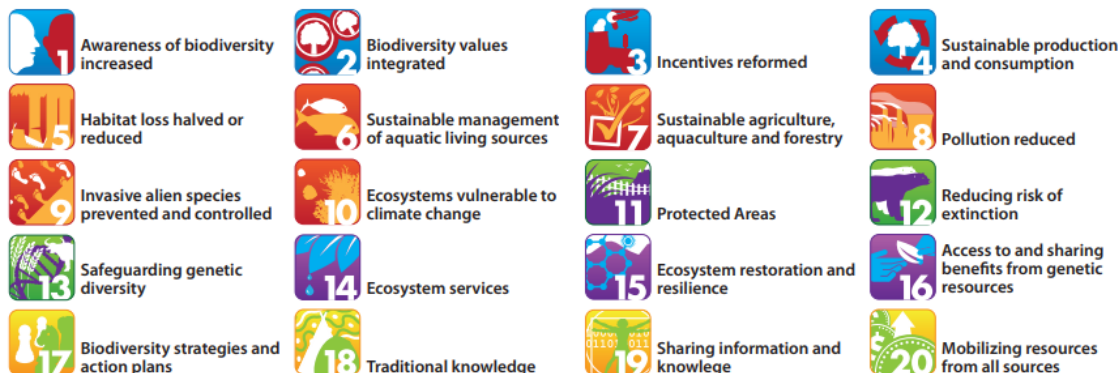 1 Awareness of biodiversity
increased
2 Biodiversity values
integrated
3 Incentives reformed
4 Sustainable production
and consumption
5 Habitat loss halved or
reduced
6 Sustainable management
of aquatic living sources
7 Sustainable agriculture,
aquaculture and forestry
8 Pollution reduced
9 Invasive alien species
prevented and controlled
10 Ecosystems vulnerable to
climate change
11 Protected Areas
12 Reducing risk of
extinction
13 Safeguarding genetic
diversity
14 Ecosystem services
15 Ecosystem restoration and
resilience
16 Access to and sharing
benefits from genetic
resources
17 Biodiversity strategies and
action plans
18 Traditional knowledge
19 Sharing information and
knowlege
20 Mobilizing resources
from all sources